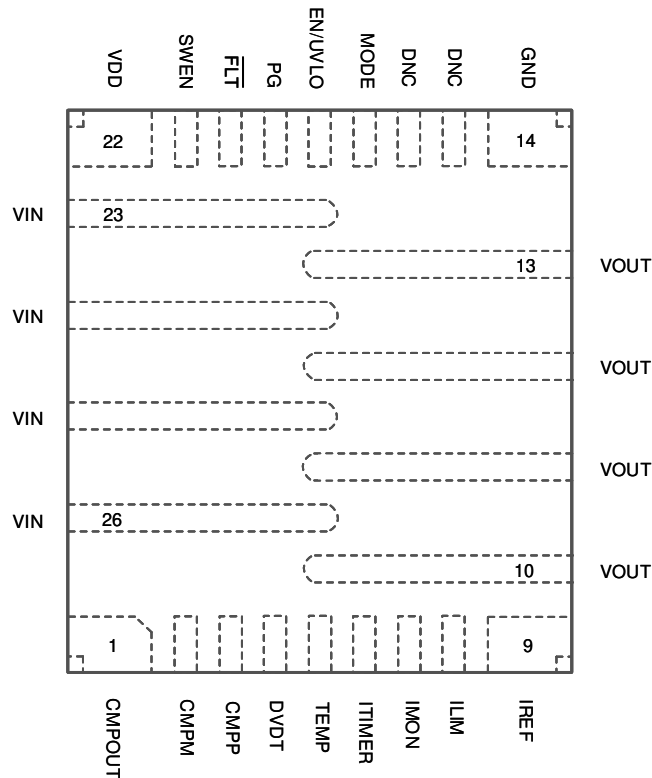 VDD
SWEN
FLT
PG
EN/UVLO
MODE
DNC
DNC
GND
22
14
VIN
23
13
VOUT
VIN
VOUT
VIN
VOUT
VIN
26
10
VOUT
1
9
CMPOUT
CMPM
CMPP
DVDT
TEMP
ITIMER
IMON
ILIM
IREF